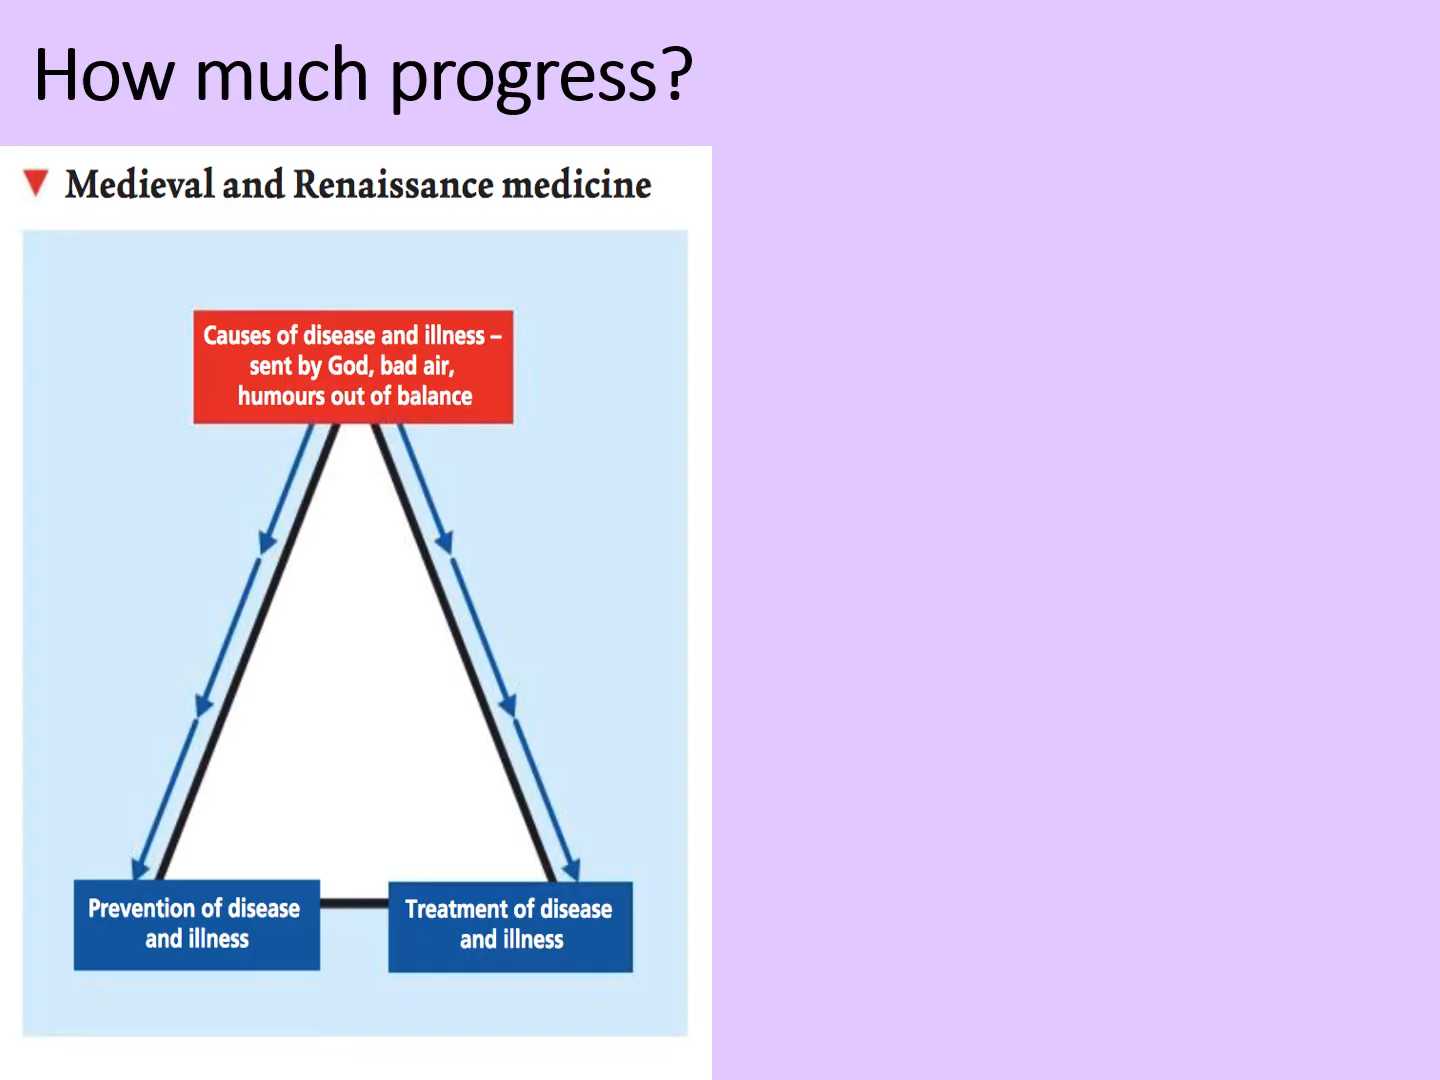 How much progress?
Medieval and Renaissance medicine
Causes of disease and illness –
sent by God, bad air,
humours out of balance
Prevention of disease
and illness
Treatment of disease
and illness